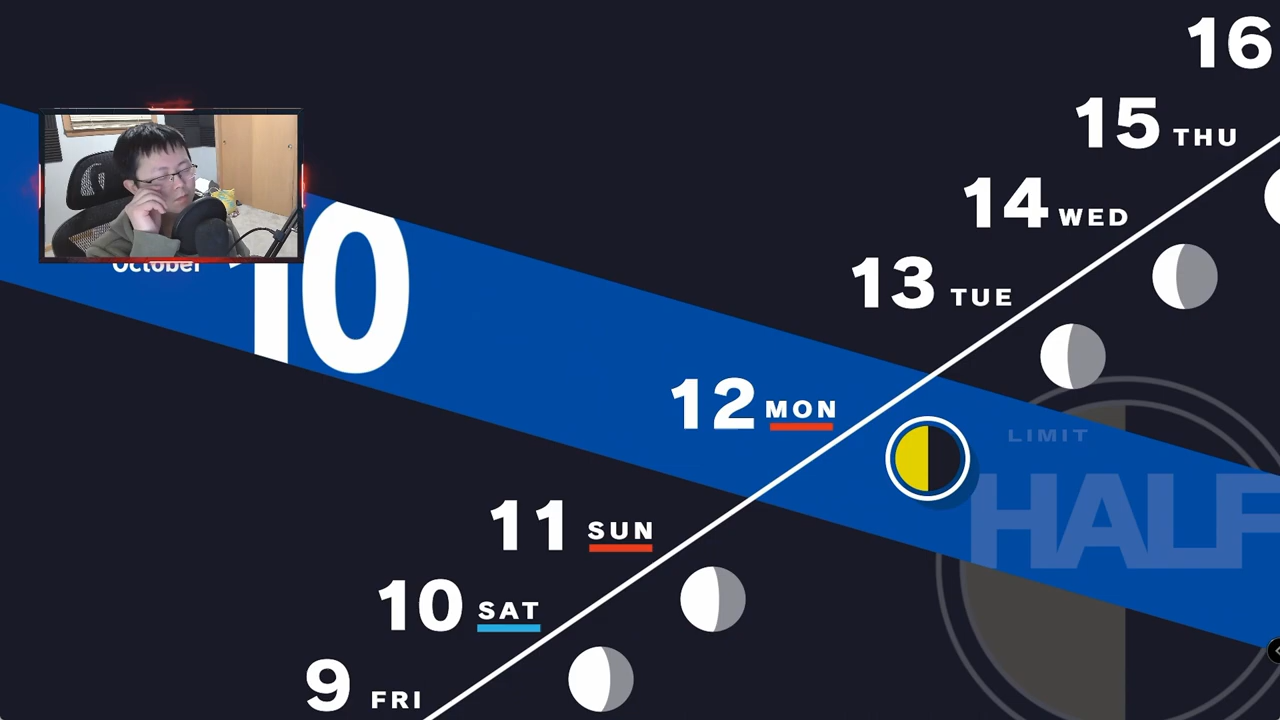 16
15 THU
14 WED
13 TUE
October 10
12 MON
LIMIT
HALF
11 SUN
10 SAT
9 FRI